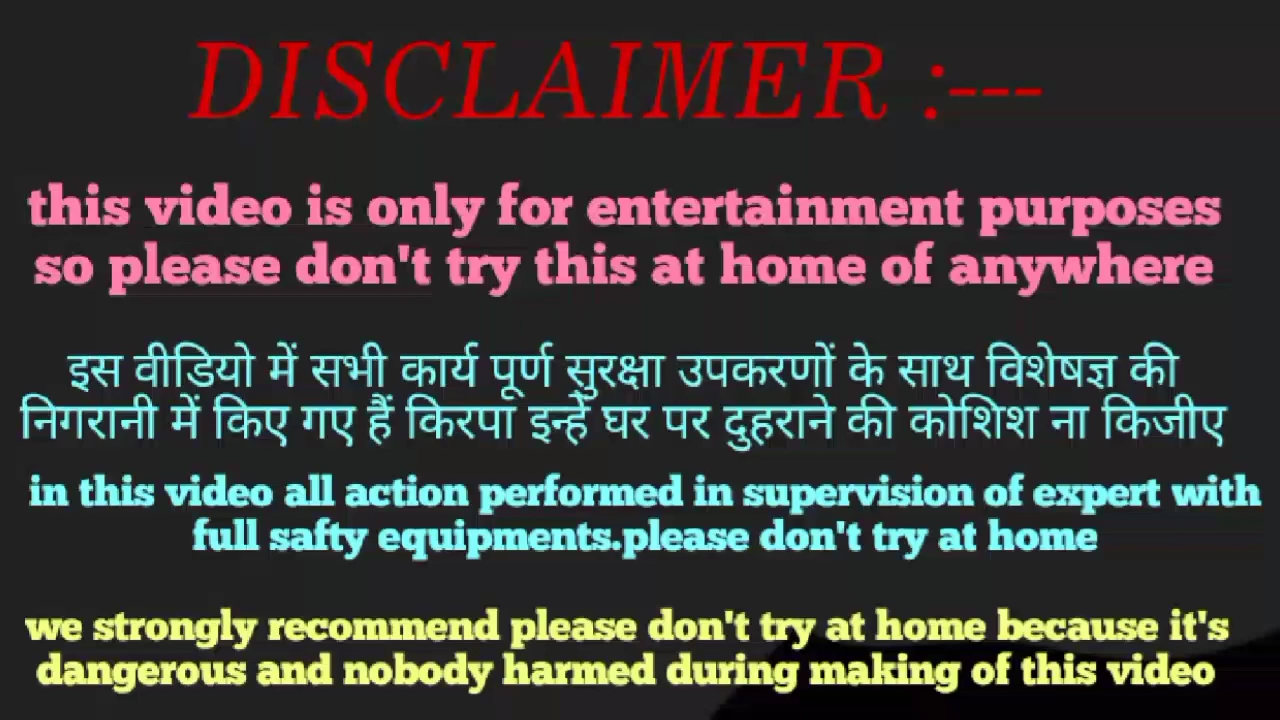 DISCLAIMER :---
this video is only for entertainment purposes
so please don't try this at home of anywhere
इस वीडियो में सभी कार्य पूर्ण सुरक्षा उपकरणों के साथ विशेषज्ञ की
निगरानी में किए गए हैं किरपा इन्हें घर पर दुहराने की कोशिश ना किजीए
in this video all action performed in supervision of expert with
full safty equipments.please don't try at home
we strongly recommend please don't try at home because it's
dangerous and nobody harmed during making of this video